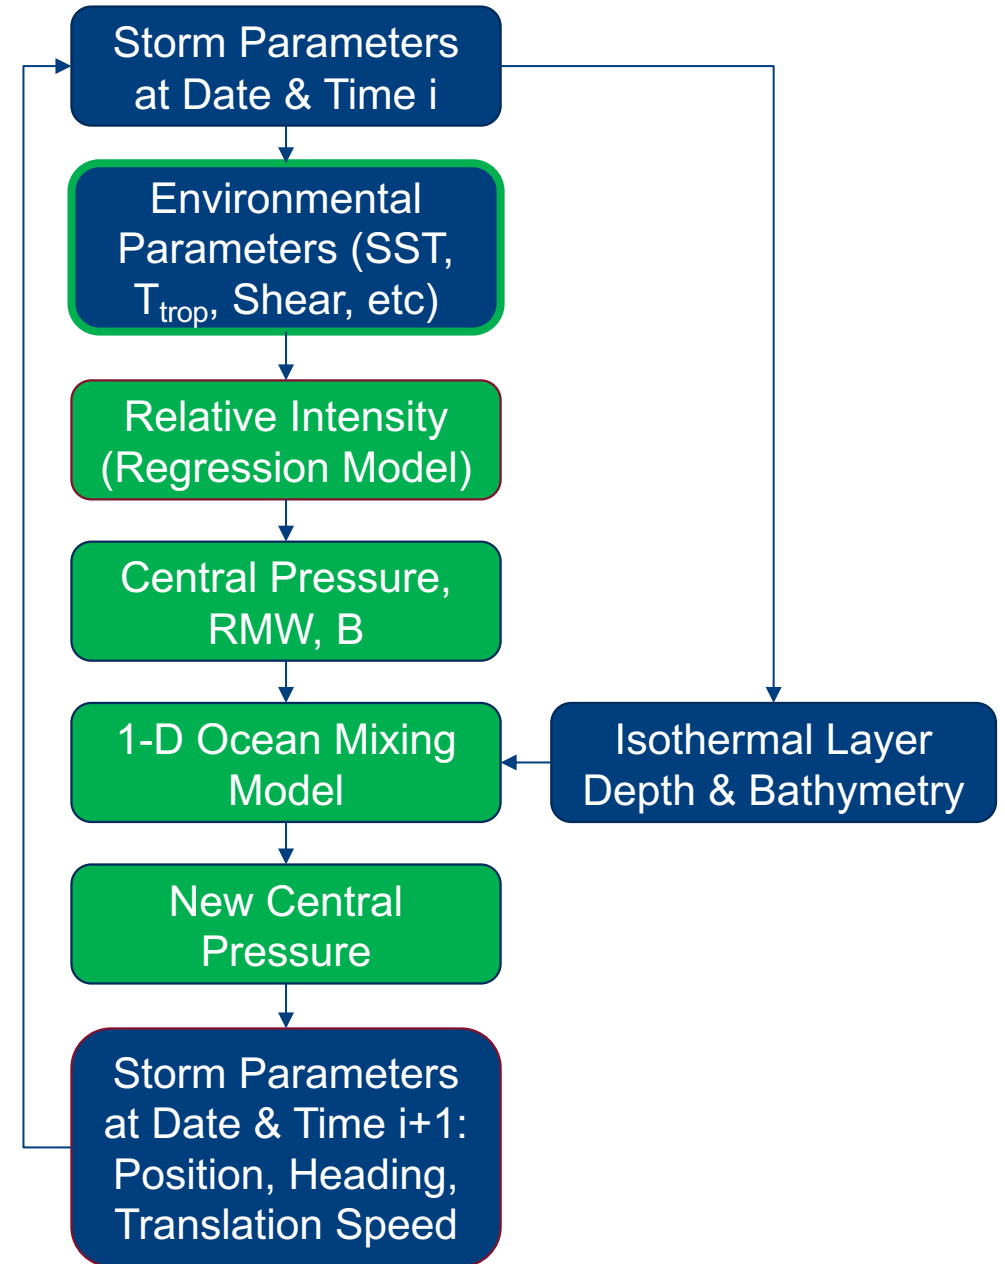 Storm Parameters
at Date & Time i
Environmental
Parameters (SST,
Ttrop, Shear, etc)
Relative Intensity
(Regression Model)
Central Pressure,
RMW, B
1-D Ocean Mixing
Model
Isothermal Layer
Depth & Bathymetry
New Central
Pressure
Storm Parameters
at Date & Time i+1:
Position, Heading,
Translation Speed